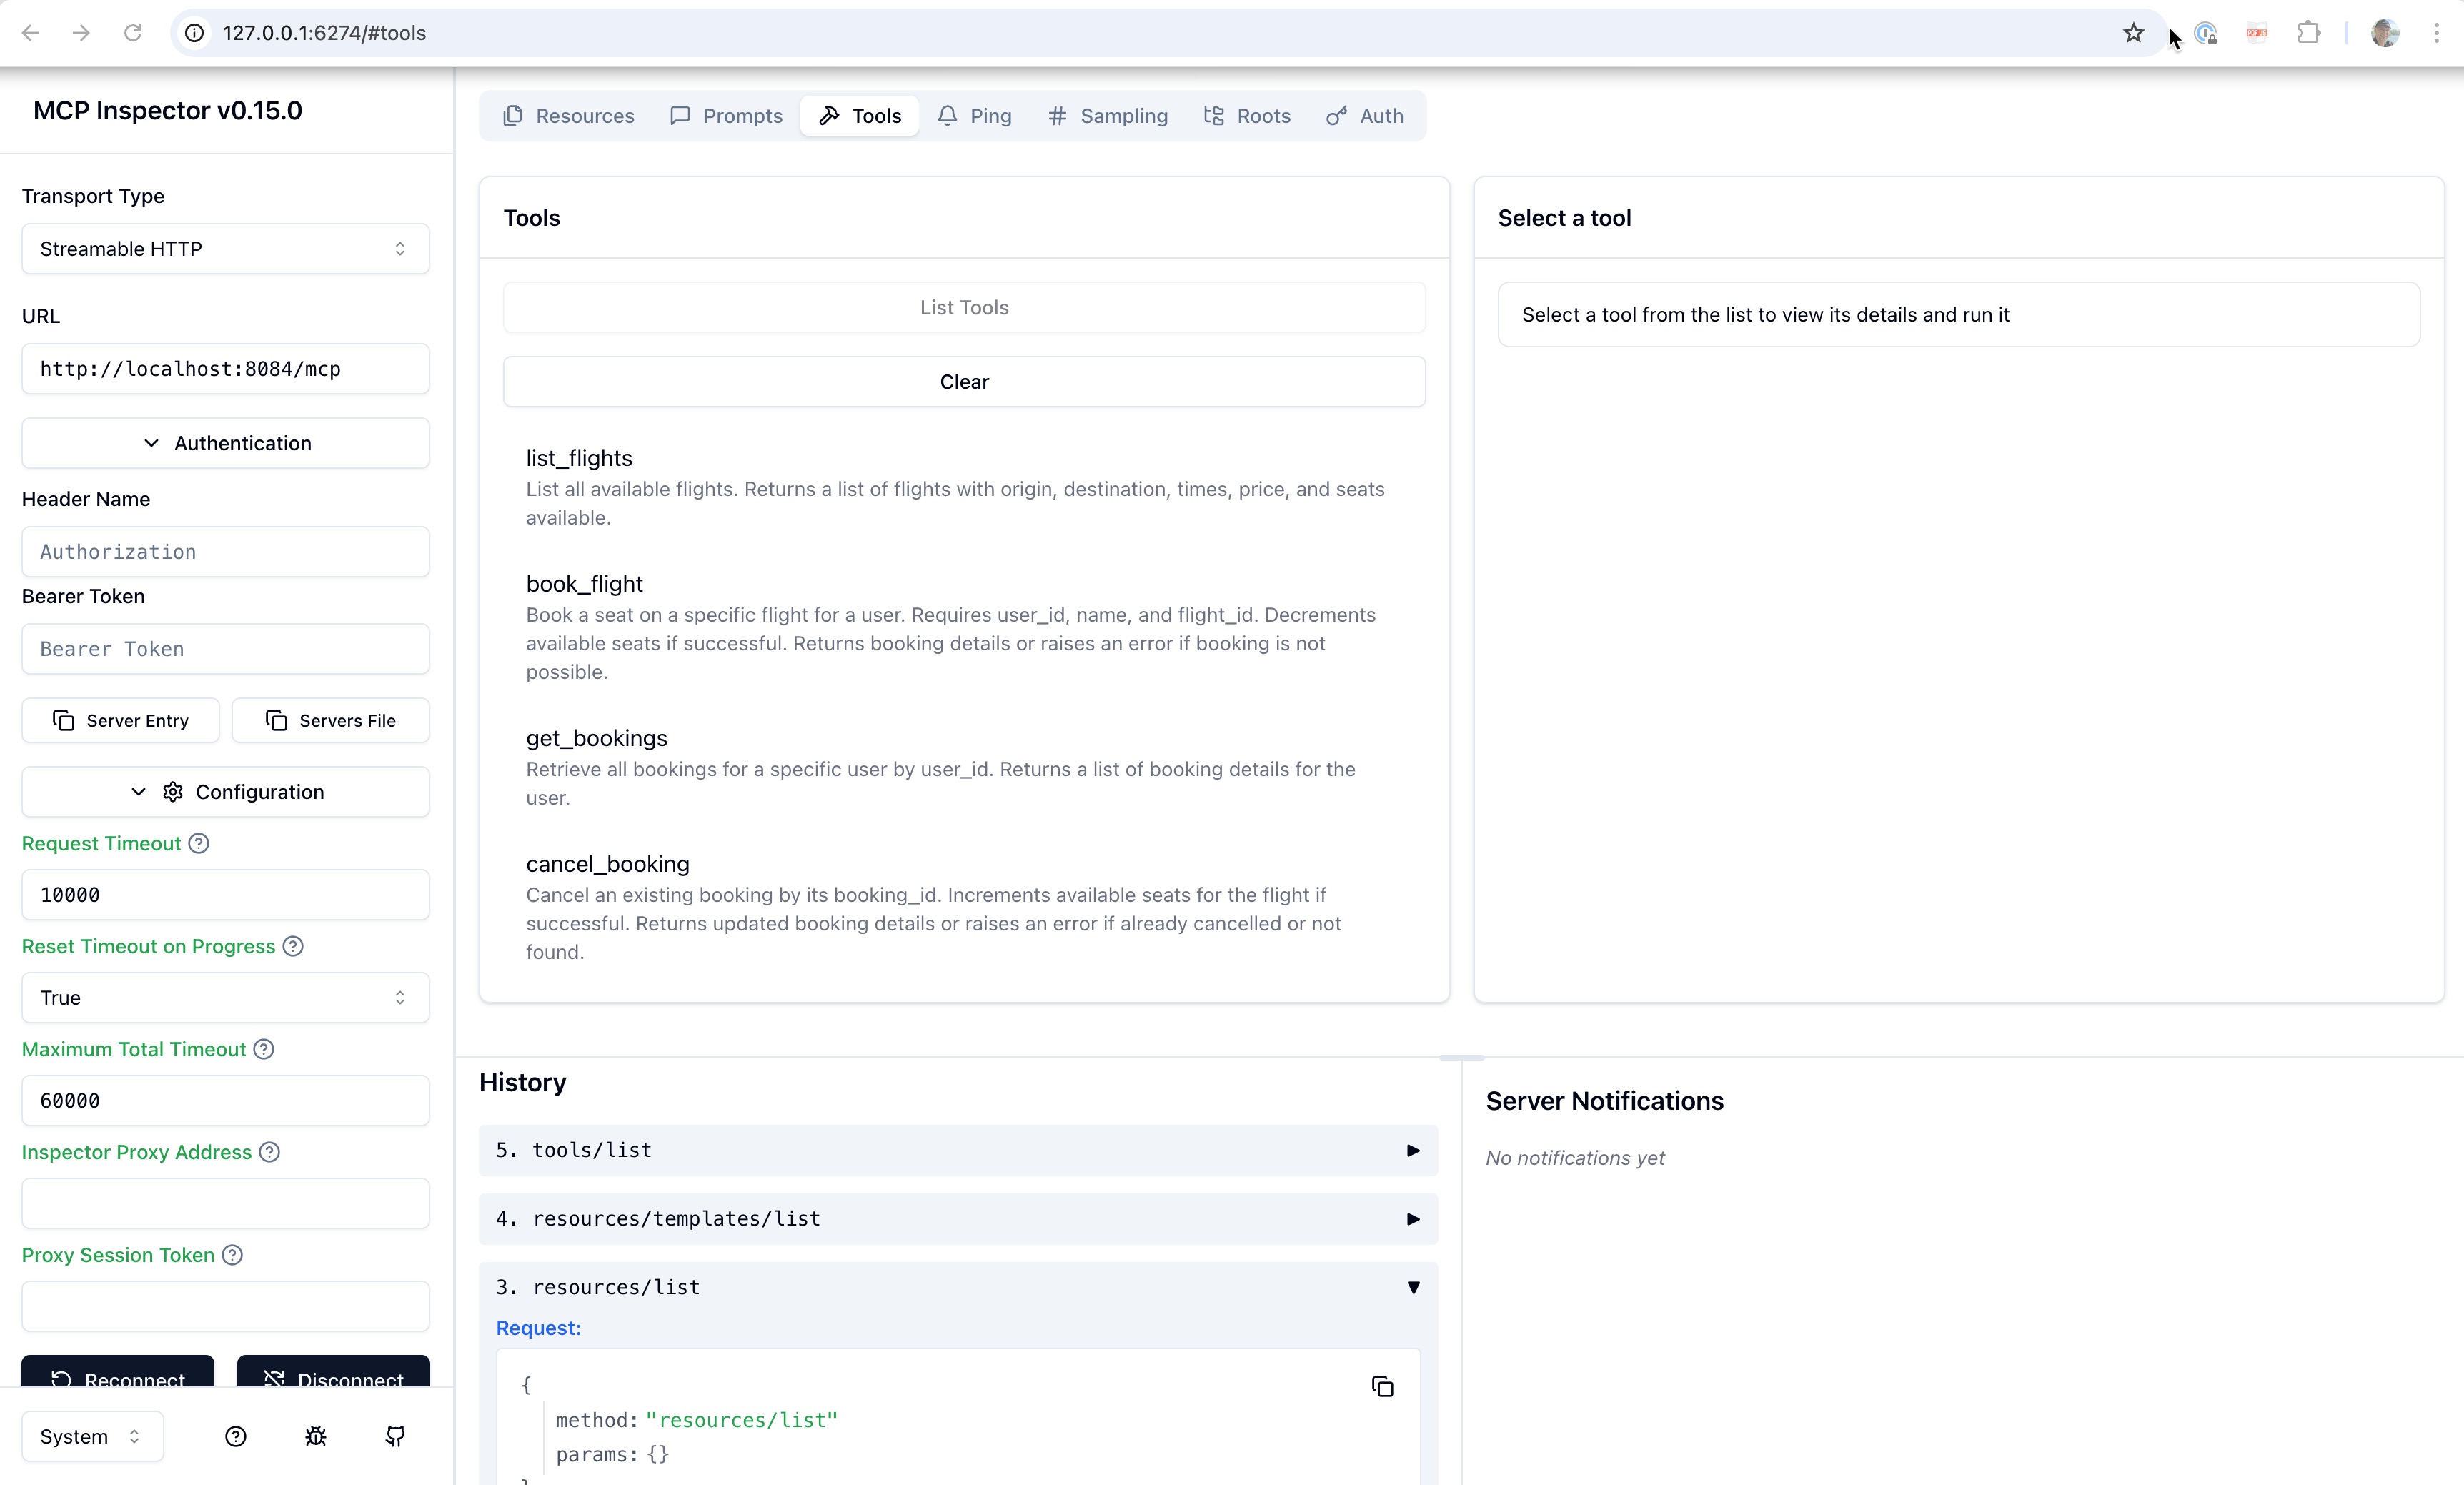 127.0.0.1:6274/#tools
MCP Inspector v0.15.0
Transport Type
Streamable HTTP
URL
http://localhost:8084/mcp
Authentication
Header Name
Authorization
Bearer Token
Bearer Token
Server Entry
Servers File
Configuration
Request Timeout
10000
Reset Timeout on Progress
True
Maximum Total Timeout
60000
Inspector Proxy Address
Proxy Session Token
Reconnect
Disconnect
System
Resources
Prompts
Tools
Ping
Sampling
Roots
Auth
Tools
List Tools
Clear
list_flights
List all available flights. Returns a list of flights with origin, destination, times, price, and seats
available.
book_flight
Book a seat on a specific flight for a user. Requires user_id, name, and flight_id. Decrements
available seats if successful. Returns booking details or raises an error if booking is not
possible.
get_bookings
Retrieve all bookings for a specific user by user_id. Returns a list of booking details for the
user.
cancel_booking
Cancel an existing booking by its booking_id. Increments available seats for the flight if
successful. Returns updated booking details or raises an error if already cancelled or not
found.
Select a tool
Select a tool from the list to view its details and run it
History
5. tools/list
4. resources/templates/list
3. resources/list
Request:
{
method: "resources/list"
params: {}
Server Notifications
No notifications yet